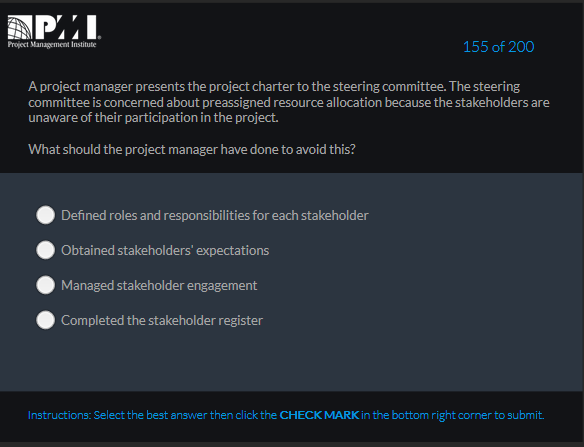 PMI.
Project Management Institute
155 of 200
A project manager presents the project charter to the steering committee. The steering
committee is concerned about preassigned resource allocation because the stakeholders are
unaware of their participation in the project.
What should the project manager have done to avoid this?
Defined roles and responsibilities for each stakeholder
Obtained stakeholders' expectations
Managed stakeholder engagement
Completed the stakeholder register
Instructions: Select the best answer then click the CHECK MARK in the bottom right corner to submit.